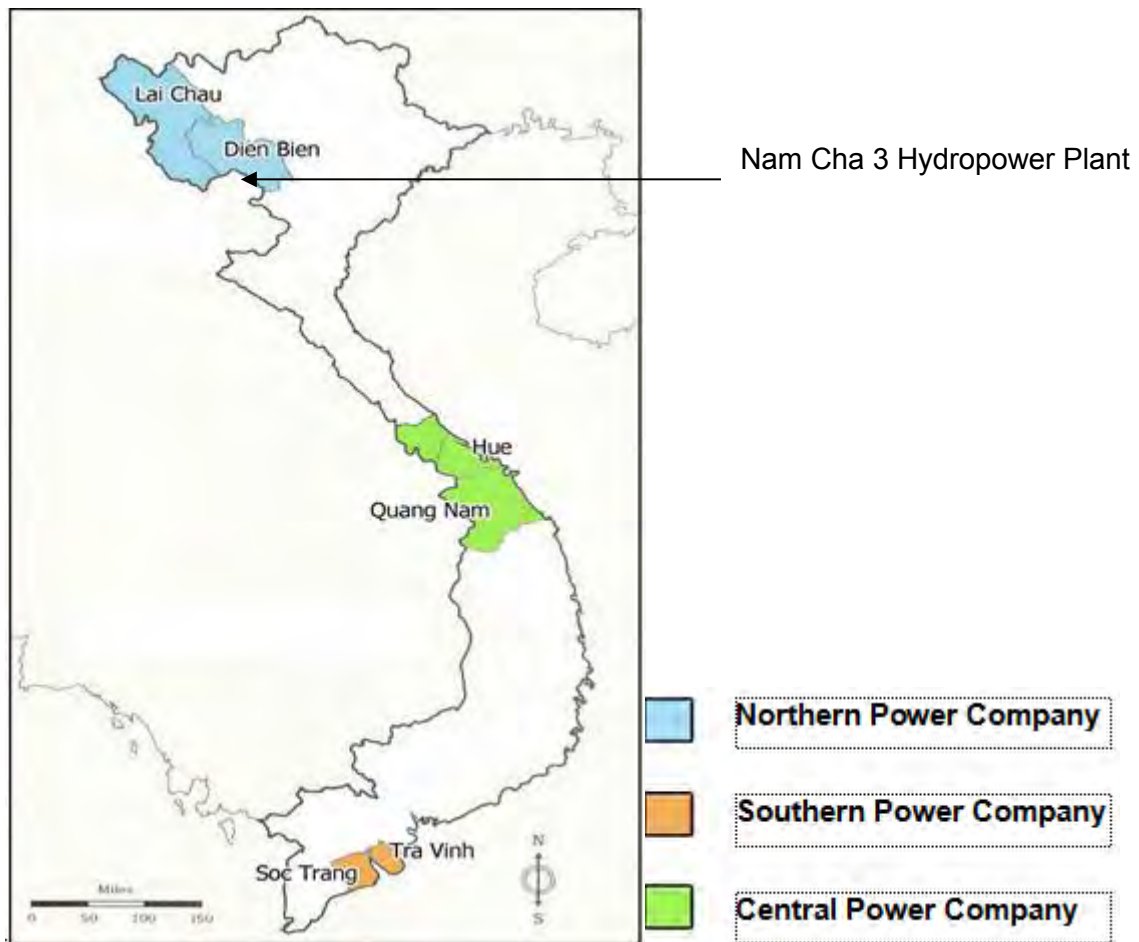 Lai Chau
Dien Bien
Nam Cha 3 Hydropower Plant
Hue
Quang Nam
Northern Power Company
Southern Power Company
Tra Vinh
Soc Trang
N
S
Miles
0 50 100 150
Central Power Company